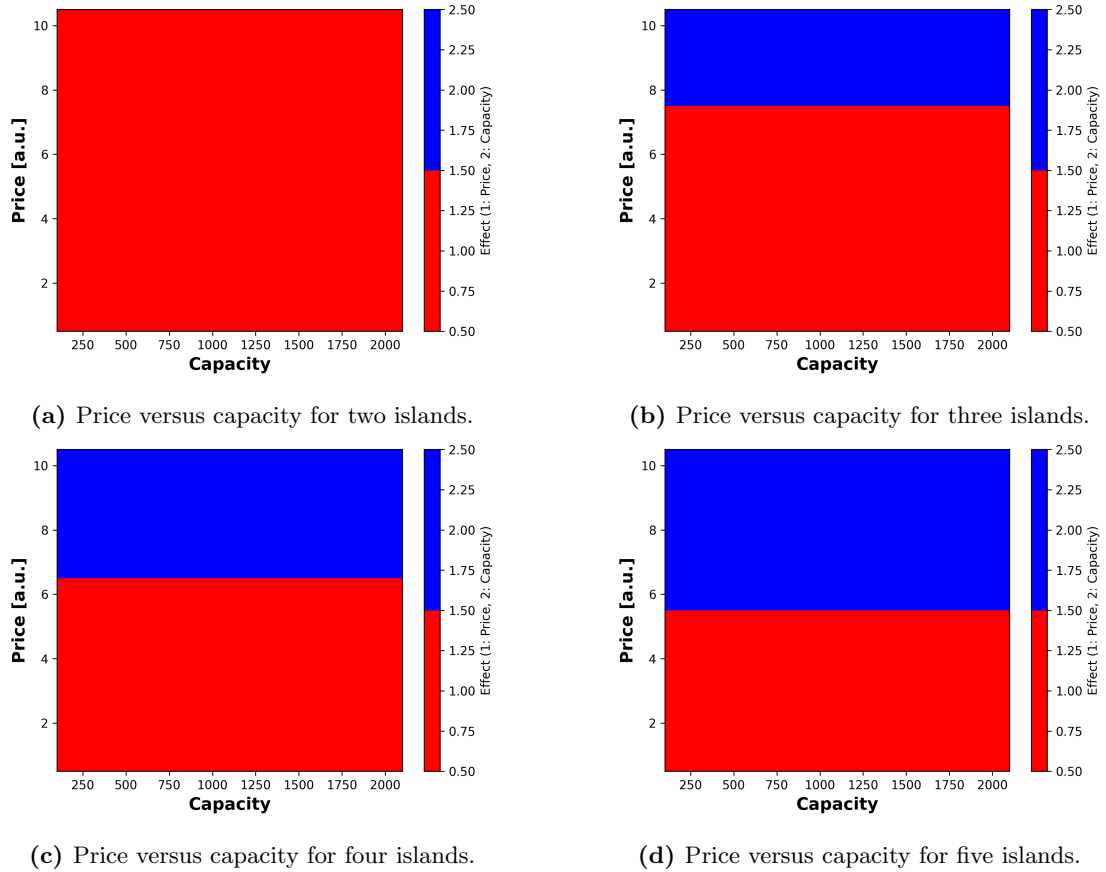 10
8
6
4
2
Price [a.u.]
250 500 750 1000 1250 1500 1750 2000
Capacity
2.50
2.25
2.00
1.75
1.50
1.25
1.00
0.75
0.50
Effect (1: Price, 2: Capacity)
(a) Price versus capacity for two islands.
10
8
6
4
2
Price [a.u.]
250 500 750 1000 1250 1500 1750 2000
Capacity
2.50
2.25
2.00
1.75
1.50
1.25
1.00
0.75
0.50
Effect (1: Price, 2: Capacity)
(b) Price versus capacity for three islands.
10
8
6
4
2
Price [a.u.]
250 500 750 1000 1250 1500 1750 2000
Capacity
2.50
2.25
2.00
1.75
1.50
1.25
1.00
0.75
0.50
Effect (1: Price, 2: Capacity)
(c) Price versus capacity for four islands.
10
8
6
4
2
Price [a.u.]
250 500 750 1000 1250 1500 1750 2000
Capacity
2.50
2.25
2.00
1.75
1.50
1.25
1.00
0.75
0.50
Effect (1: Price, 2: Capacity)
(d) Price versus capacity for five islands.